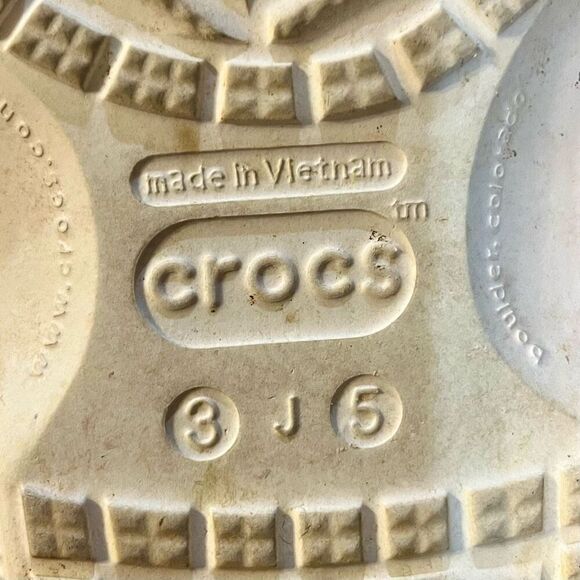 made in Vietnam
crocs tm
3 J 5
www.crocs.com
boulder colorado